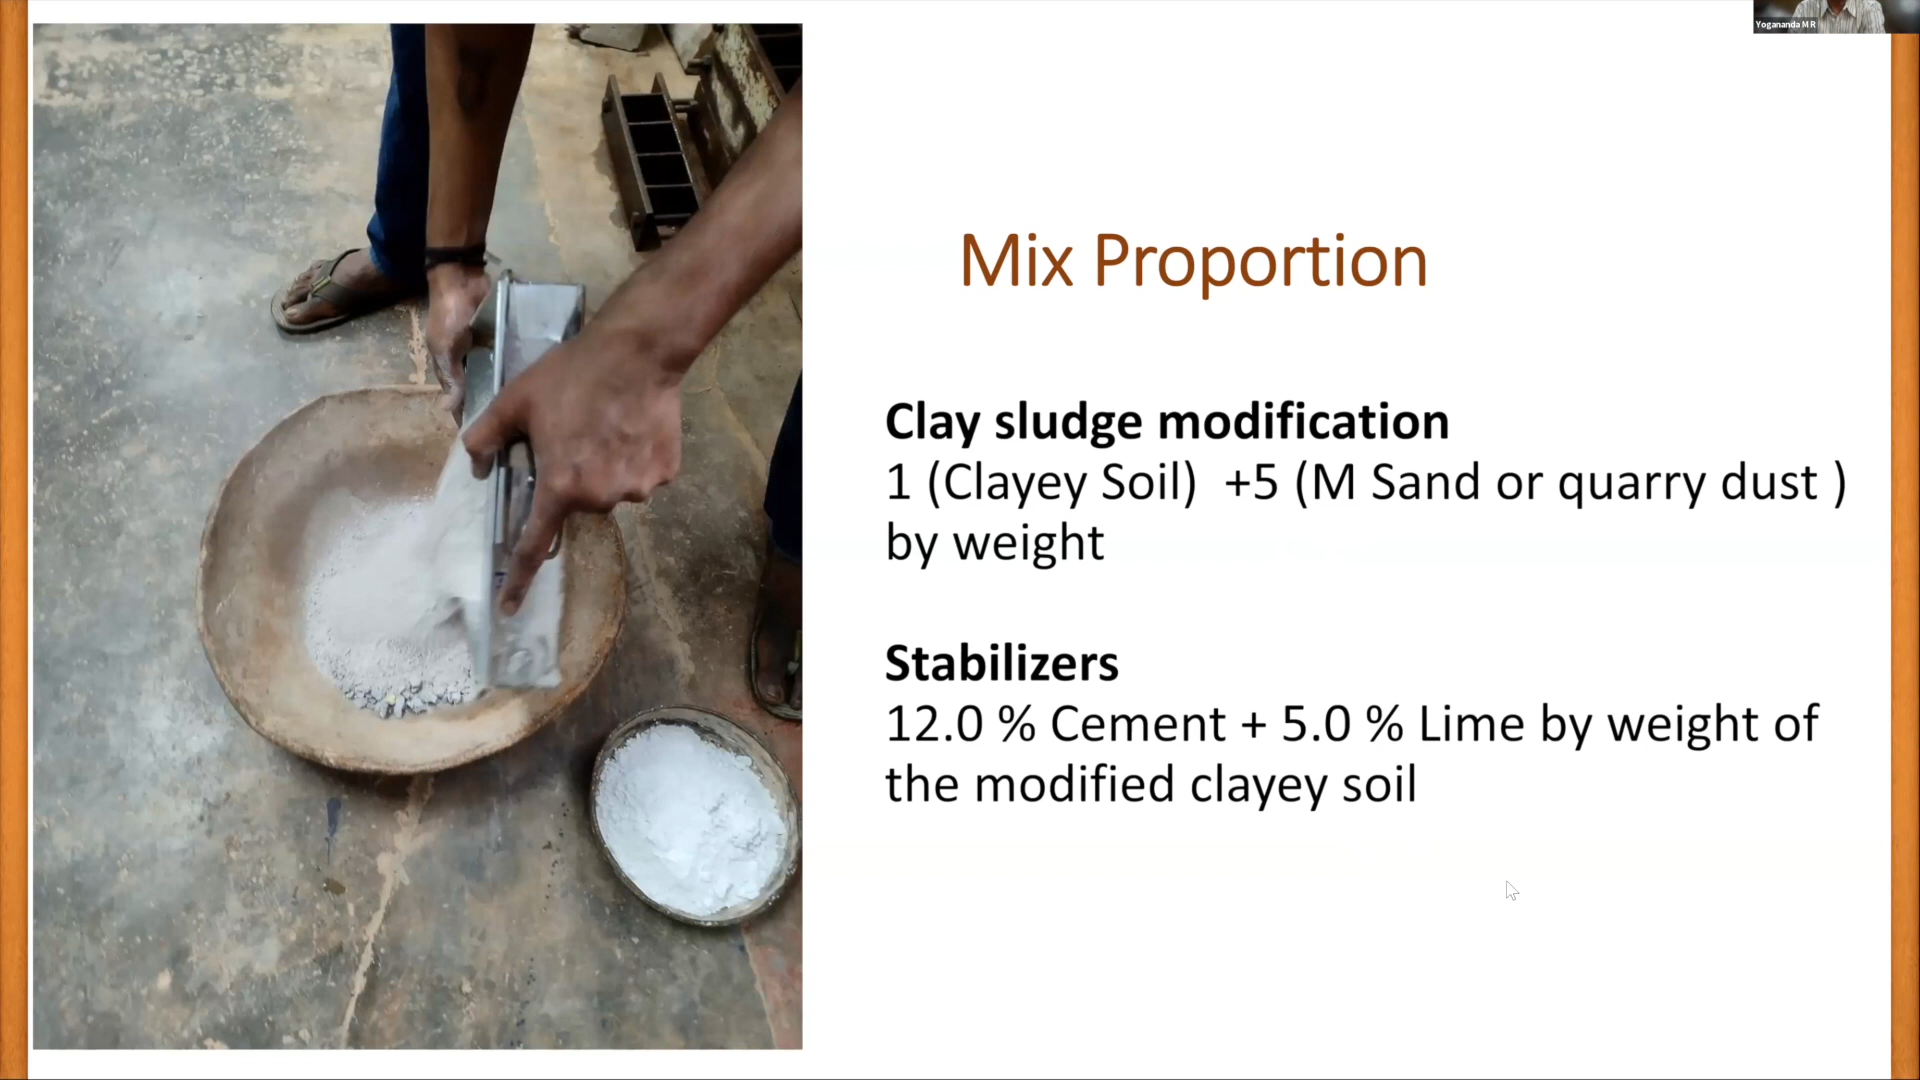 Yogananda M R
Mix Proportion
Clay sludge modification
1 (Clayey Soil)  +5 (M Sand or quarry dust )
by weight
Stabilizers
12.0 % Cement + 5.0 % Lime by weight of
the modified clayey soil